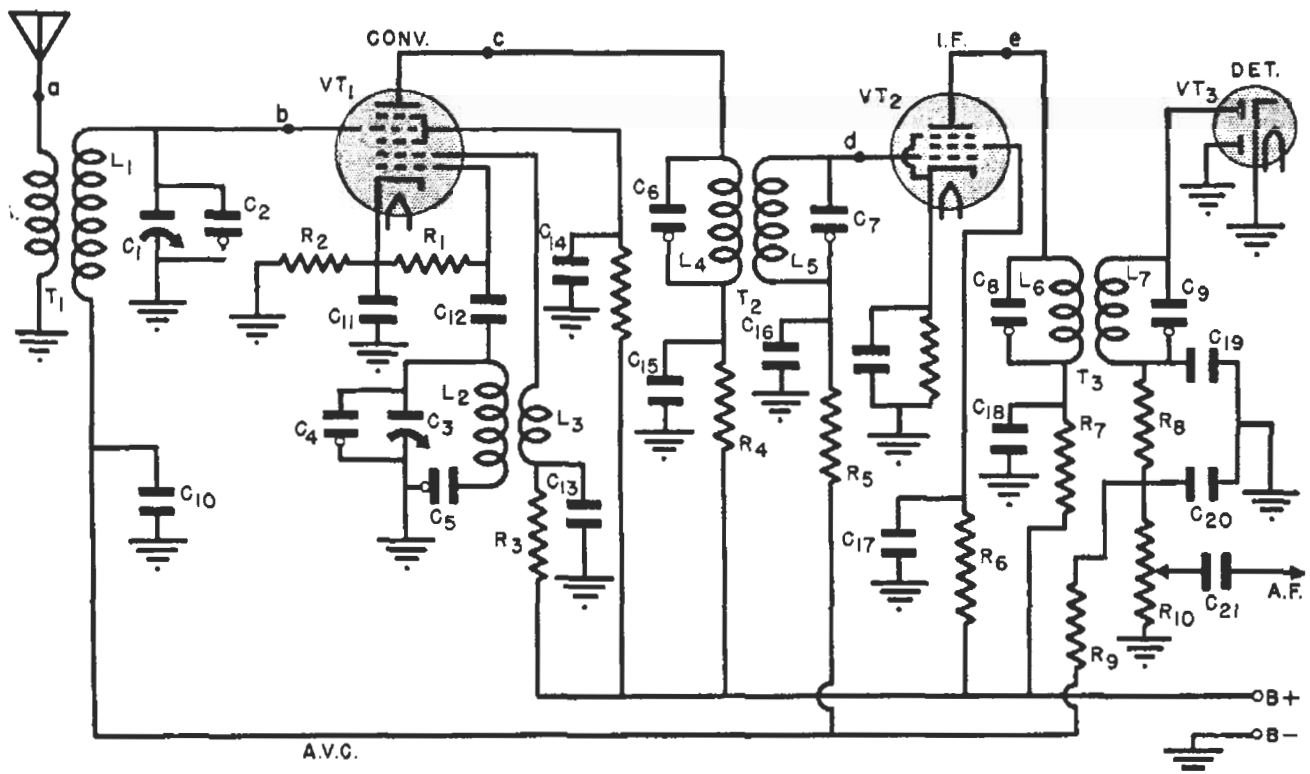 CONV.
c
I.F.
e
DET.
a
VT1
VT2
VT3
b
d
L1
C2
C6
C7
C1
R2
R1
C14
L4
L5
C8
L6
L7
C9
T1
T2
C11
C12
C16
C19
C15
T3
L2
C18
C4
C3
L3
R4
R7
R8
R5
C10
C5
C13
C20
R3
C17
R6
C21
A.F.
R10
R9
B+
A.V.C.
B-